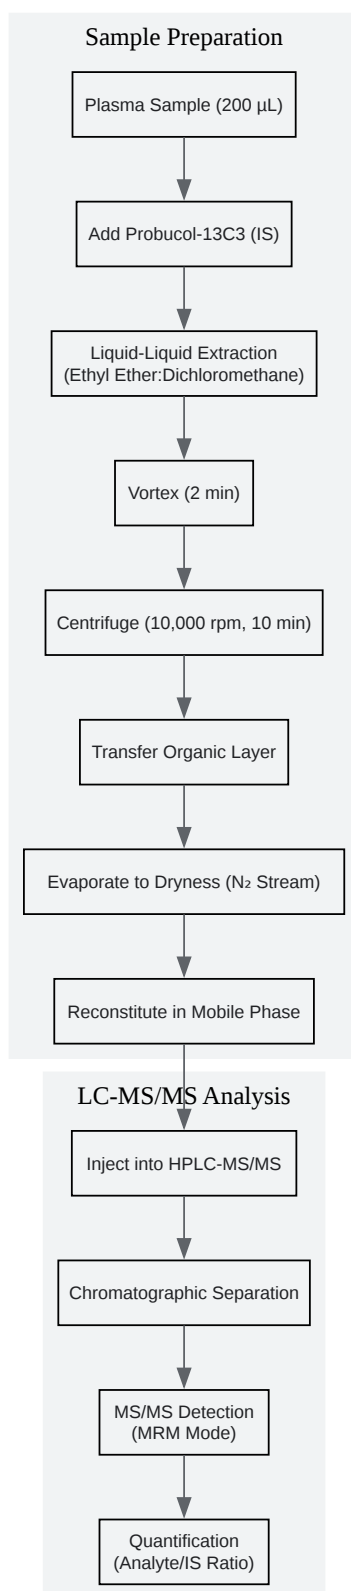 Sample Preparation
Plasma Sample (200 µL)
Add Probucol-13C3 (IS)
Liquid-Liquid Extraction
(Ethyl Ether:Dichloromethane)
Vortex (2 min)
Centrifuge (10,000 rpm, 10 min)
Transfer Organic Layer
Evaporate to Dryness (N₂ Stream)
Reconstitute in Mobile Phase
LC-MS/MS Analysis
Inject into HPLC-MS/MS
Chromatographic Separation
MS/MS Detection
(MRM Mode)
Quantification
(Analyte/IS Ratio)